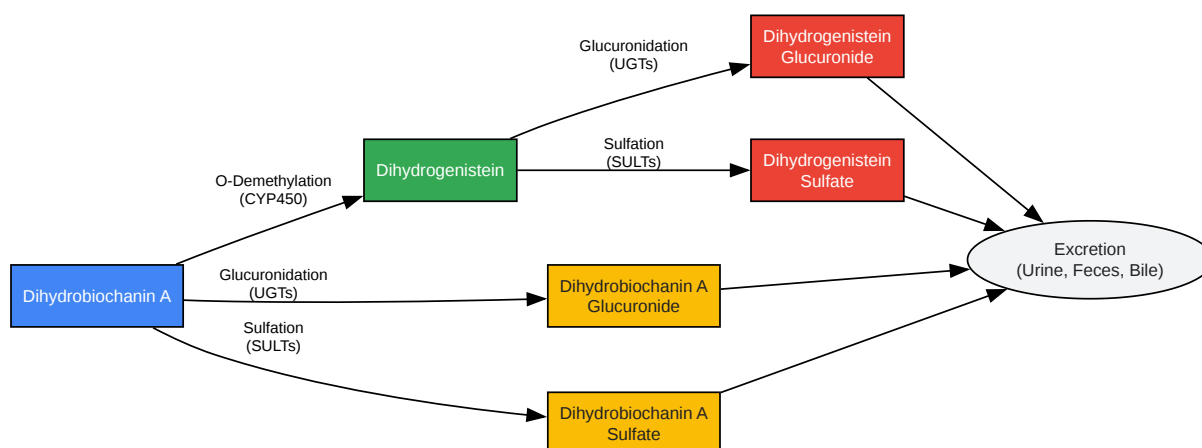 Dihydrogenistein
Glucuronide
Glucuronidation
(UGTs)
Sulfation
(SULTs)
Dihydrogenistein
Dihydrogenistein
Sulfate
O-Demethylation
(CYP450)
Excretion
(Urine, Feces, Bile)
Dihydrobiochanin A
Glucuronidation
(UGTs)
Dihydrobiochanin A
Glucuronide
Sulfation
(SULTs)
Dihydrobiochanin A
Sulfate